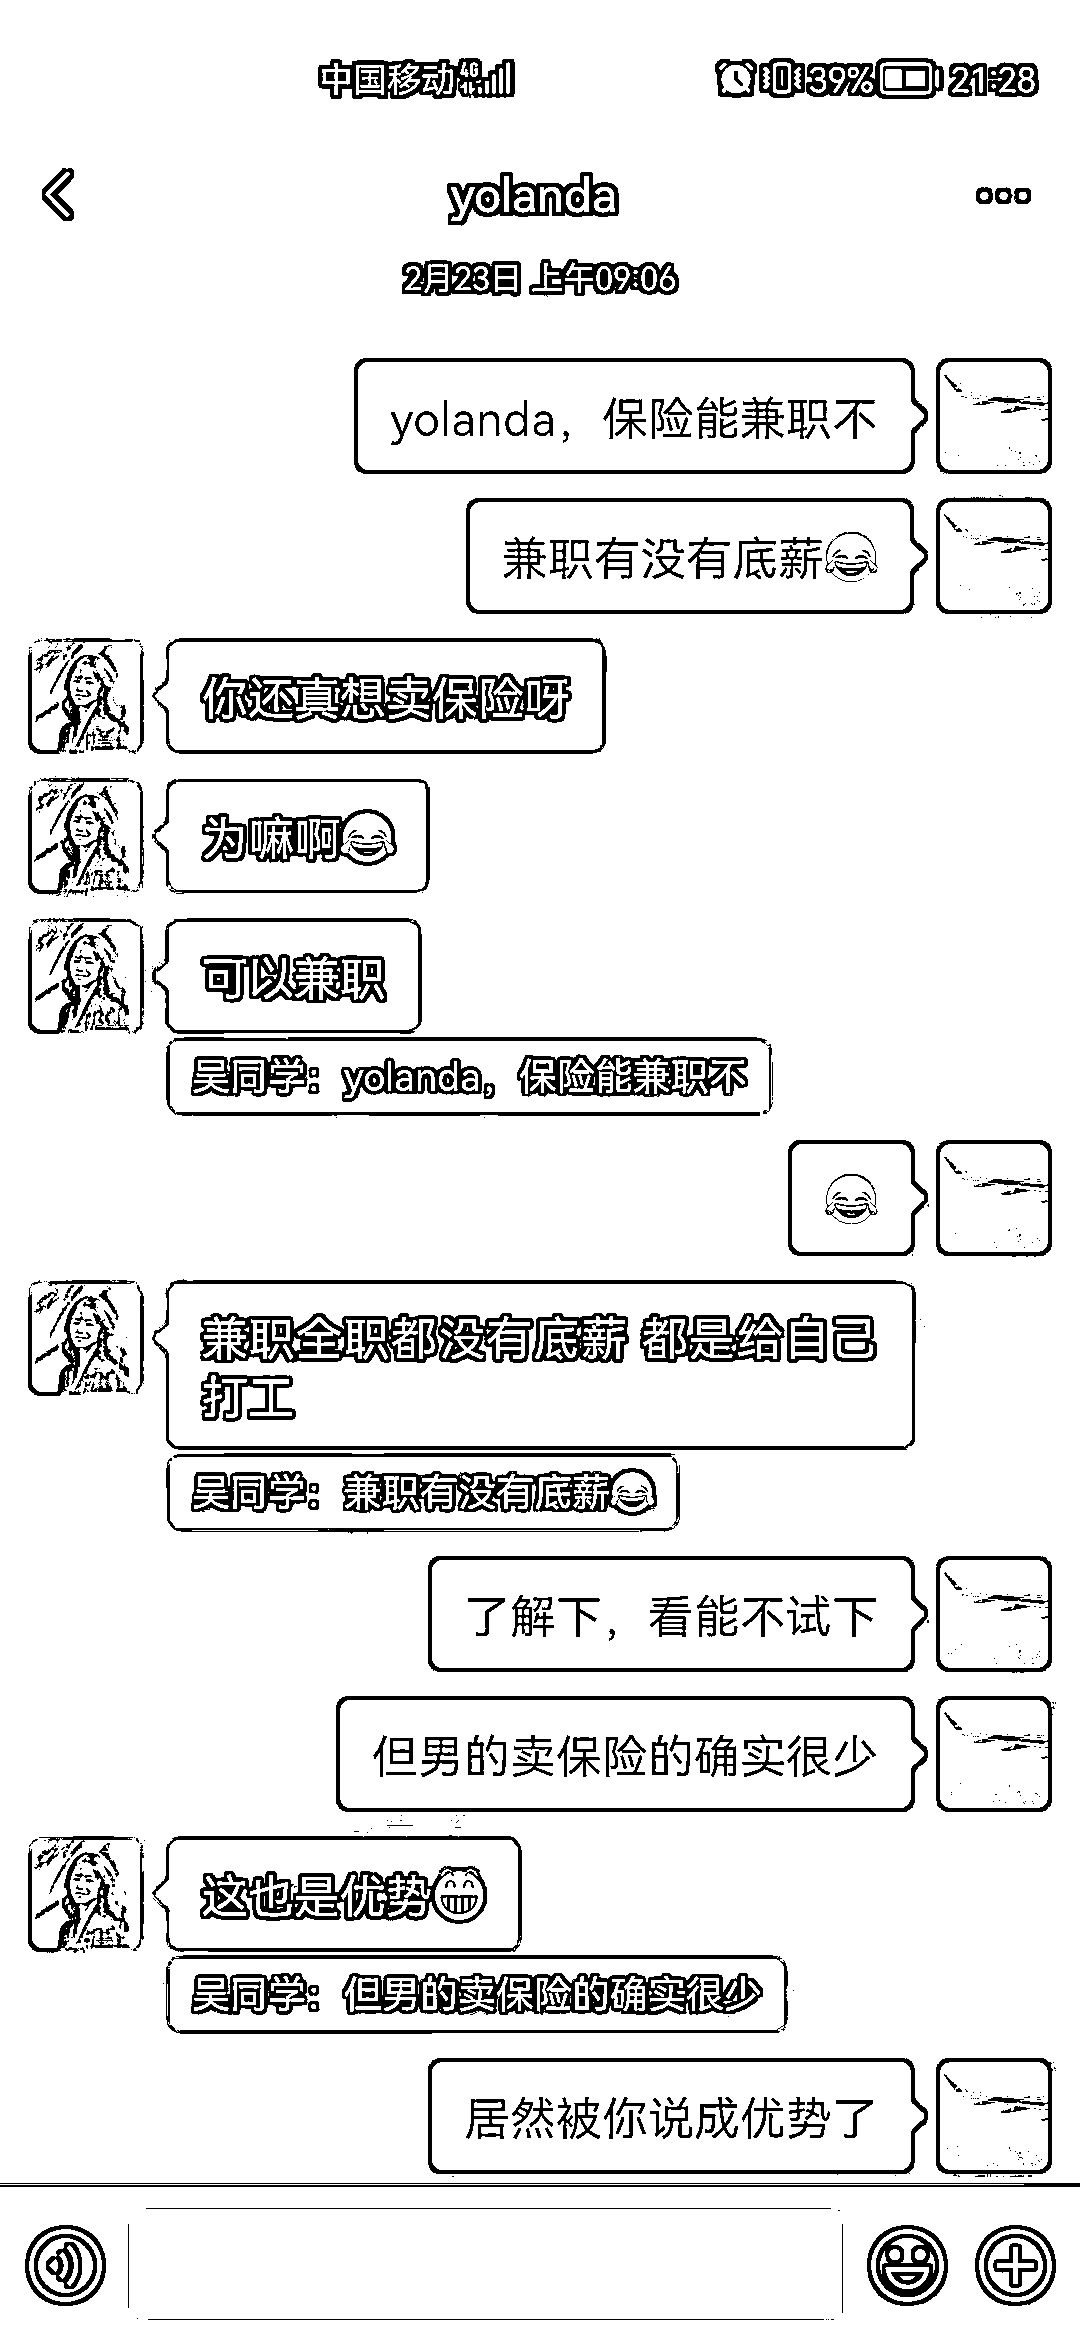 中国移动 4G 39% 21:28
yolanda
2月23日 上午09:06
yolanda，保险能兼职不
兼职有没有底薪😂
你还真想卖保险呀
为嘛啊😂
可以兼职
吴同学：yolanda，保险能兼职不
😂
兼职全职都没有底薪 都是给自己
打工
吴同学：兼职有没有底薪😂
了解下，看能不试下
但男的卖保险的确实很少
这也是优势😁
吴同学：但男的卖保险的确实很少
居然被你说成优势了